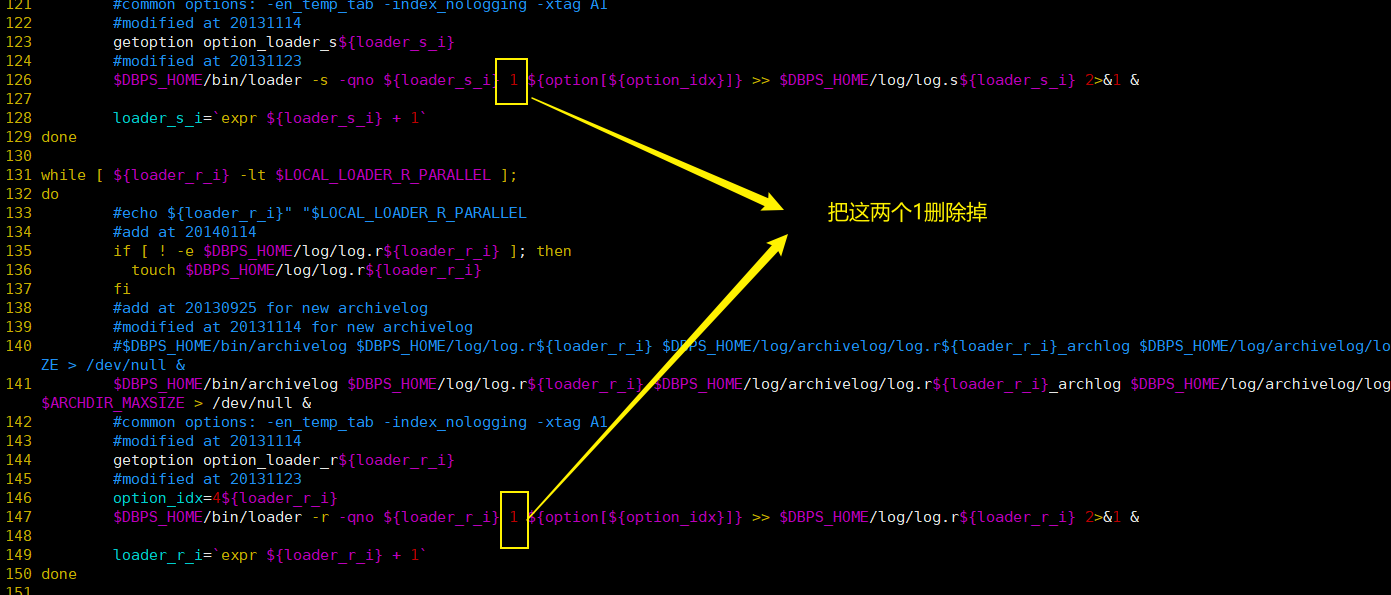 121         #common options: -en_temp_tab -index_nologging -xtag A1
122         #modified at 20131114
123         getoption option_loader_s${loader_s_i}
124         #modified at 20131123
126         $DBPS_HOME/bin/loader -s -qno ${loader_s_i} 1 ${option[${option_idx}]} >> $DBPS_HOME/log/log.s${loader_s_i} 2>&1 &
127
128         loader_s_i=`expr ${loader_s_i} + 1`
129 done
130
131 while [ ${loader_r_i} -lt $LOCAL_LOADER_R_PARALLEL ];
132 do
把这两个1删除掉
133         #echo ${loader_r_i}" "$LOCAL_LOADER_R_PARALLEL
134         #add at 20140114
135         if [ ! -e $DBPS_HOME/log/log.r${loader_r_i} ]; then
136           touch $DBPS_HOME/log/log.r${loader_r_i}
137         fi
138         #add at 20130925 for new archivelog
139         #modified at 20131114 for new archivelog
140         #$DBPS_HOME/bin/archivelog $DBPS_HOME/log/log.r${loader_r_i} $DBPS_HOME/log/archivelog/log.r${loader_r_i}_archlog $DBPS_HOME/log/archivelog/lo
ZE > /dev/null &
141         $DBPS_HOME/bin/archivelog $DBPS_HOME/log/log.r${loader_r_i} $DBPS_HOME/log/archivelog/log.r${loader_r_i}_archlog $DBPS_HOME/log/archivelog/log
$ARCHDIR_MAXSIZE > /dev/null &
142         #common options: -en_temp_tab -index_nologging -xtag A1
143         #modified at 20131114
144         getoption option_loader_r${loader_r_i}
145         #modified at 20131123
146         option_idx=4${loader_r_i}
147         $DBPS_HOME/bin/loader -r -qno ${loader_r_i} 1 ${option[${option_idx}]} >> $DBPS_HOME/log/log.r${loader_r_i} 2>&1 &
148
149         loader_r_i=`expr ${loader_r_i} + 1`
150 done
151